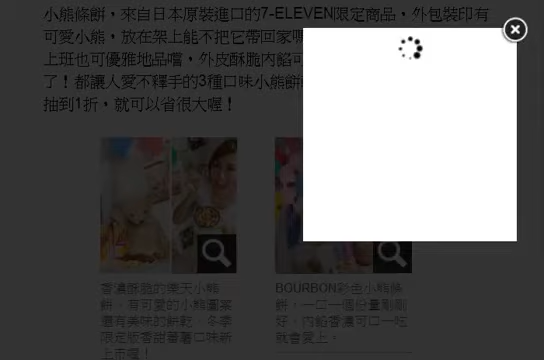 小熊條餅，來自日本原裝進口的7-ELEVEN限定商品，外包裝印有
可愛小熊，放在架上能不把它帶回家嗎
上班也可優雅地品嚐，外皮酥脆內餡可
了！都讓人愛不釋手的3種口味小熊餅
抽到1折，就可以省很大喔！
香濃酥脆的樂天小熊
餅，有可愛的小熊圖案
還有美味的餅乾，冬季
限定版香甜蕃薯口味新
上市喔！
BOURBON彩色小熊條
餅，一口一個份量剛剛
好，內餡香濃可口一吃
就會愛上。